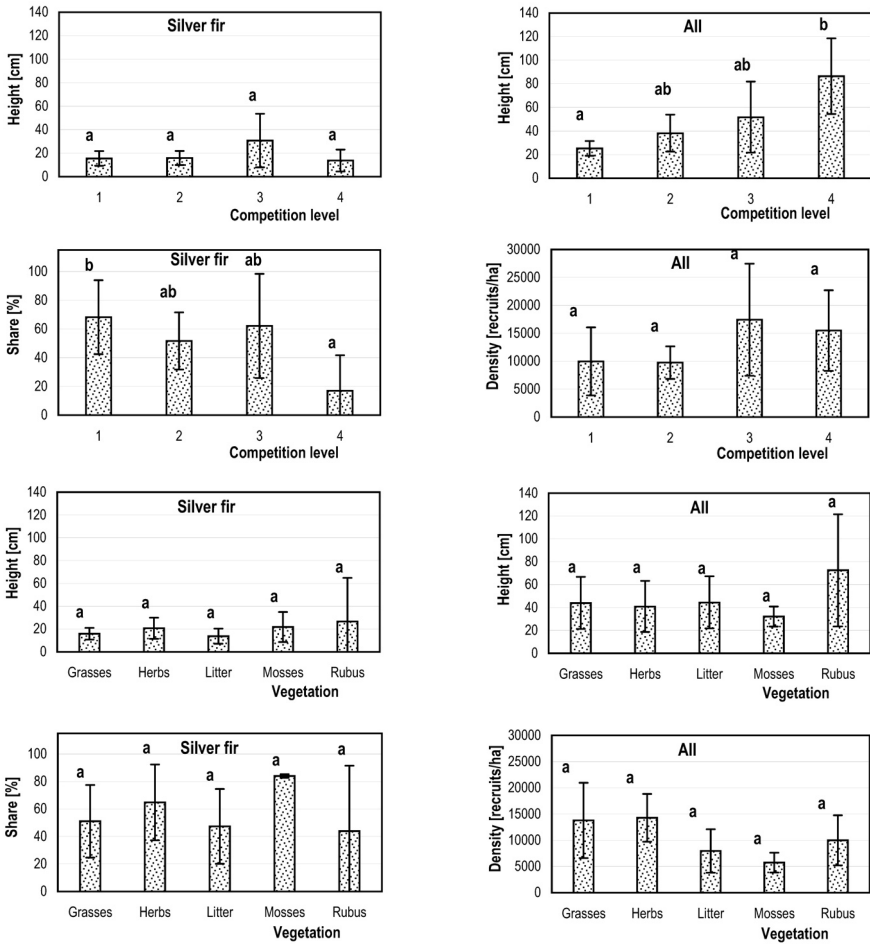 Silver fir
Height [cm]
140
120
100
80
60
40
20
0
a
a
a
a
1 2 3 4
Competition level
All
Height [cm]
140
120
100
80
60
40
20
0
a
ab
ab
b
1 2 3 4
Competition level
Silver fir
Share [%]
100
80
60
40
20
0
b
ab
ab
a
1 2 3 4
Competition level
All
Density [recruits/ha]
30000
25000
20000
15000
10000
5000
0
a
a
a
a
1 2 3 4
Competition level
Silver fir
Height [cm]
140
120
100
80
60
40
20
0
a
a
a
a
a
Grasses Herbs Litter Mosses Rubus
Vegetation
All
Height [cm]
140
120
100
80
60
40
20
0
a
a
a
a
a
Grasses Herbs Litter Mosses Rubus
Vegetation
Silver fir
Share [%]
100
80
60
40
20
0
a
a
a
a
a
Grasses Herbs Litter Mosses Rubus
Vegetation
All
Density [recruits/ha]
30000
25000
20000
15000
10000
5000
0
a
a
a
a
a
Grasses Herbs Litter Mosses Rubus
Vegetation